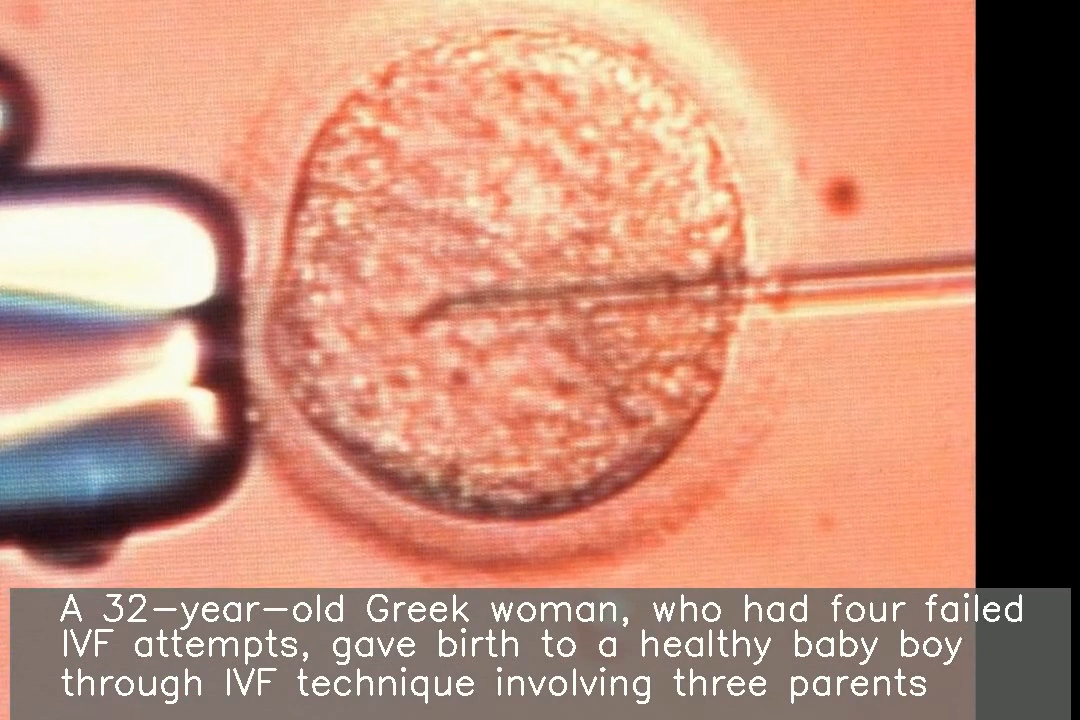 A 32-year-old Greek woman, who had four failed
IVF attempts, gave birth to a healthy baby boy
through IVF technique involving three parents